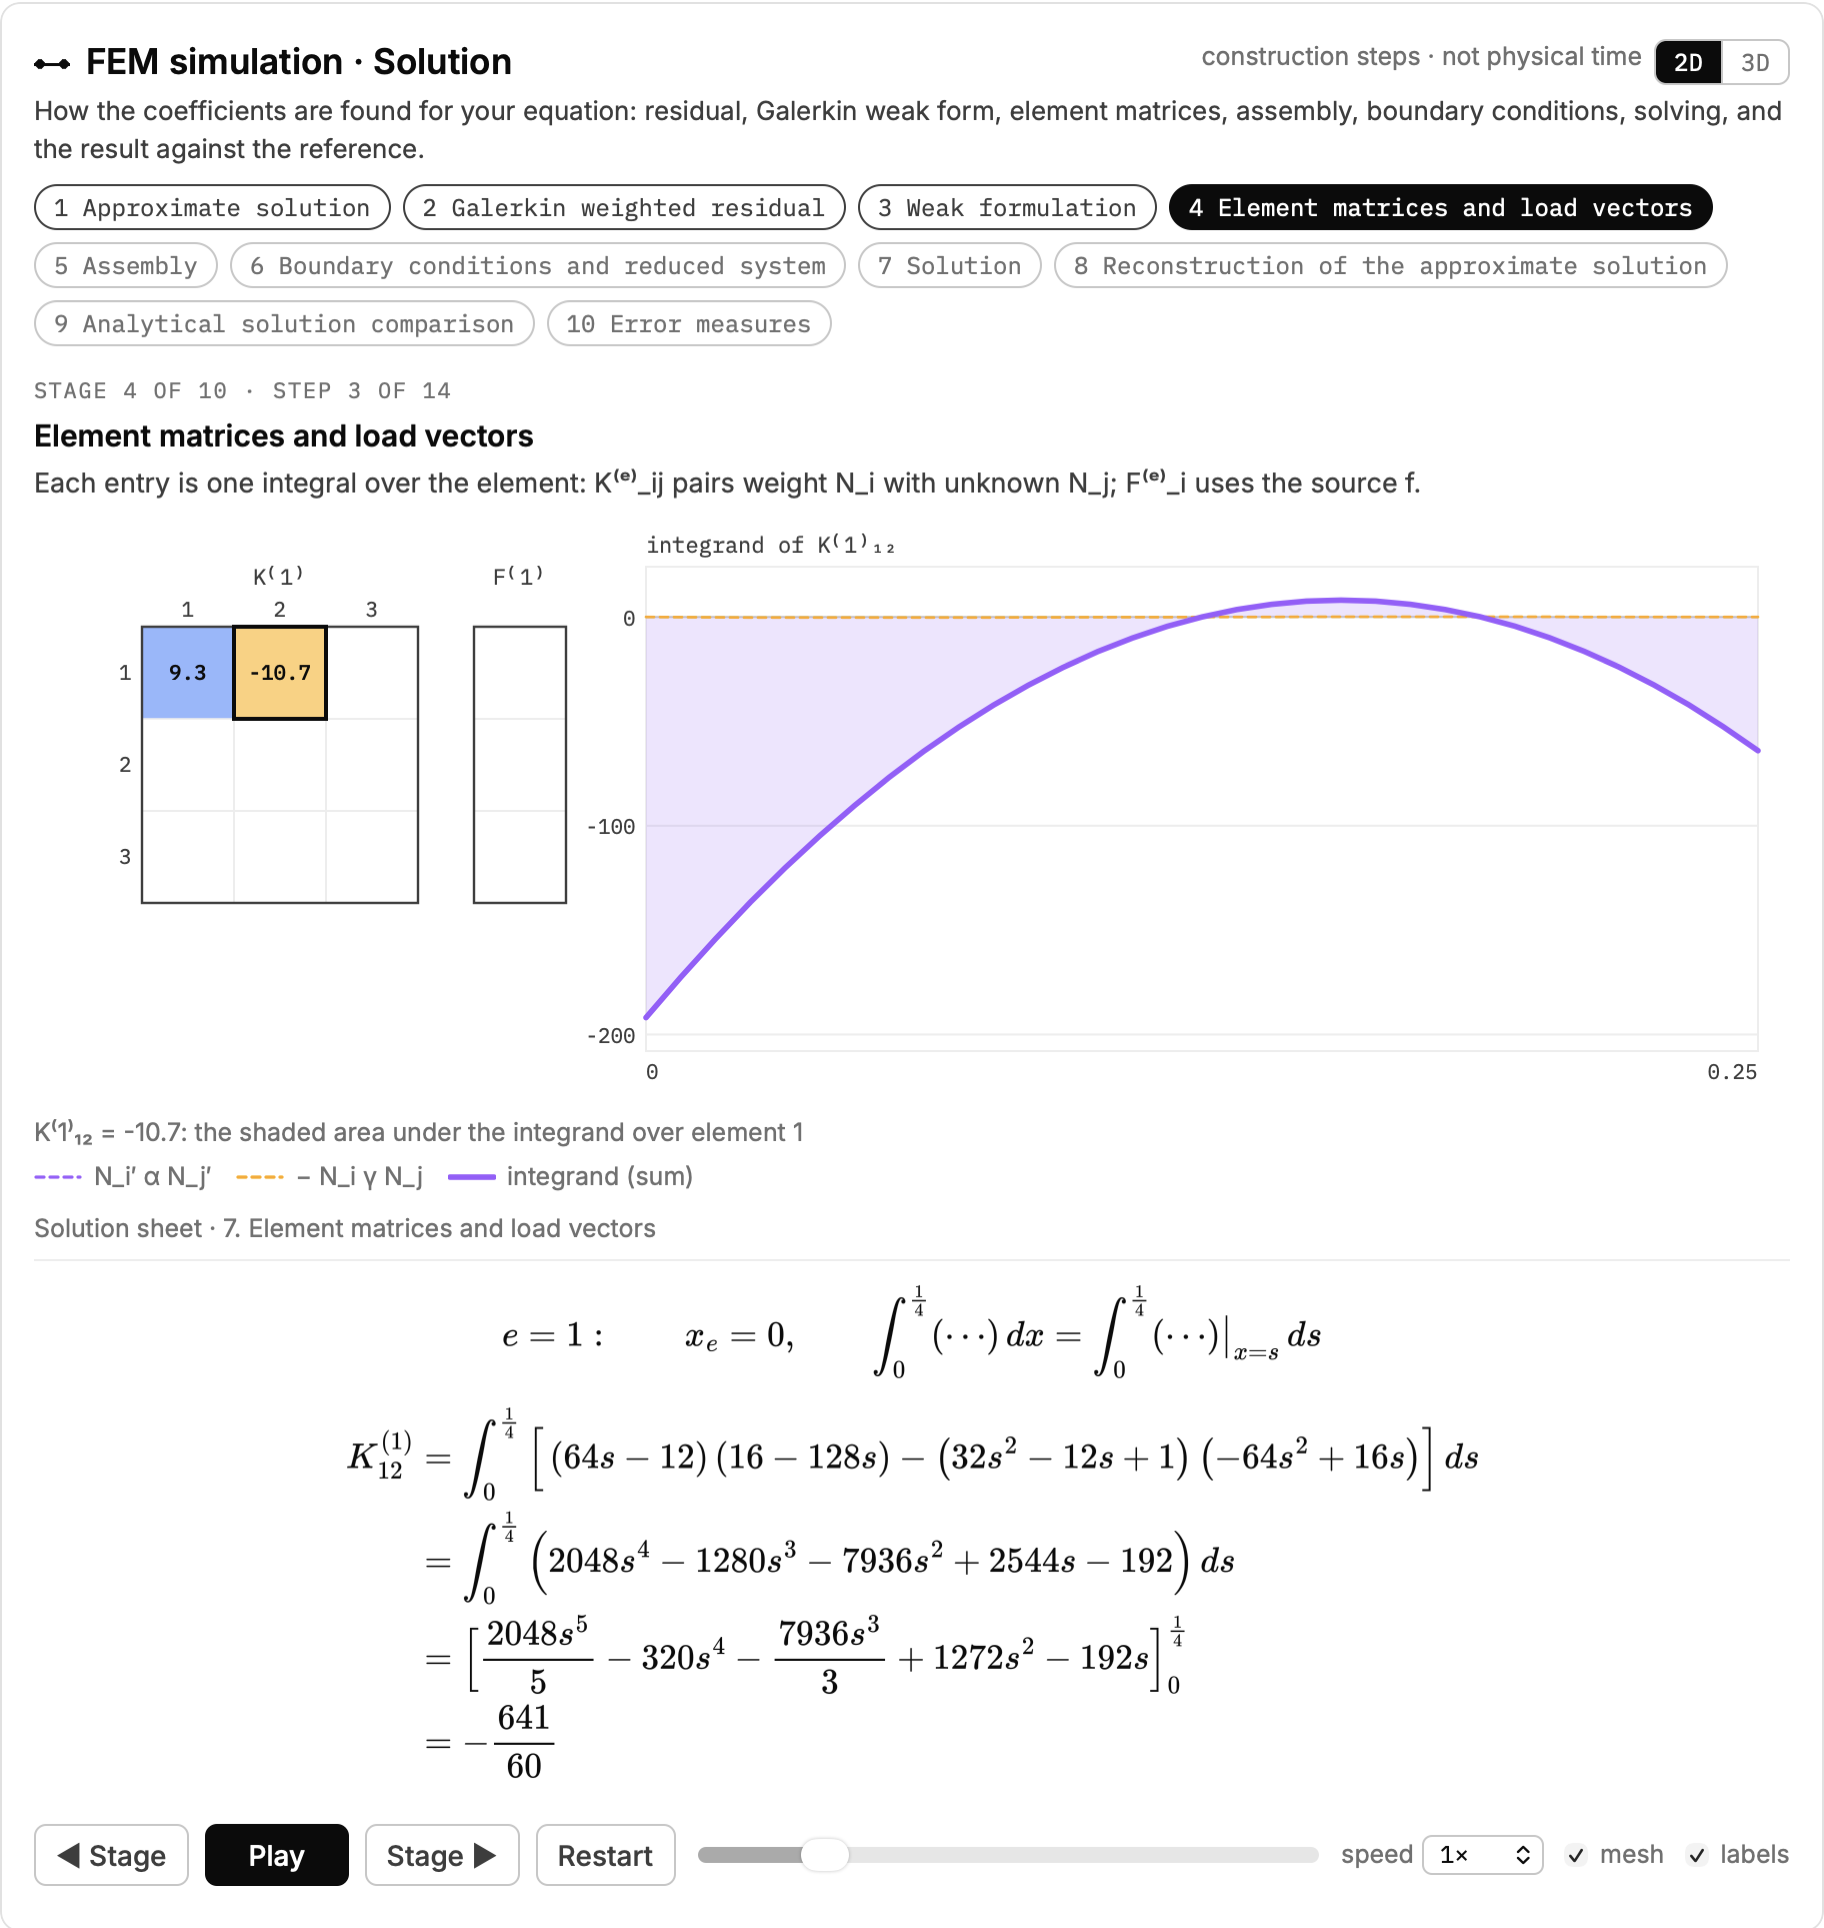 FEM simulation · Solution
construction steps · not physical time 2D 3D
How the coefficients are found for your equation: residual, Galerkin weak form, element matrices, assembly, boundary conditions, solving, and
the result against the reference.
1 Approximate solution 2 Galerkin weighted residual 3 Weak formulation 4 Element matrices and load vectors
5 Assembly 6 Boundary conditions and reduced system 7 Solution 8 Reconstruction of the approximate solution
9 Analytical solution comparison 10 Error measures
STAGE 4 OF 10 · STEP 3 OF 14
Element matrices and load vectors
Each entry is one integral over the element: K⁽ᵉ⁾_ij pairs weight N_i with unknown N_j; F⁽ᵉ⁾_i uses the source f.
integrand of K⁽1⁾₁₂
K⁽1⁾ F⁽1⁾
1 2 3
1 9.3 -10.7
2
3
0
-100
-200
0 0.25
K⁽1⁾₁₂ = -10.7: the shaded area under the integrand over element 1
N_i′ α N_j′ − N_i γ N_j integrand (sum)
Solution sheet · 7. Element matrices and load vectors
e = 1 : x_e = 0, ∫_0^{1/4} (⋯) dx = ∫_0^{1/4} (⋯)|_{x=s} ds
K_{12}^{(1)} = ∫_0^{1/4} [(64s − 12) (16 − 128s) − (32s² − 12s + 1) (−64s² + 16s)] ds
= ∫_0^{1/4} (2048s⁴ − 1280s³ − 7936s² + 2544s − 192) ds
= [2048s⁵/5 − 320s⁴ − 7936s³/3 + 1272s² − 192s]_0^{1/4}
= − 641/60
◀ Stage Play Stage ▶ Restart speed 1× ✓ mesh ✓ labels